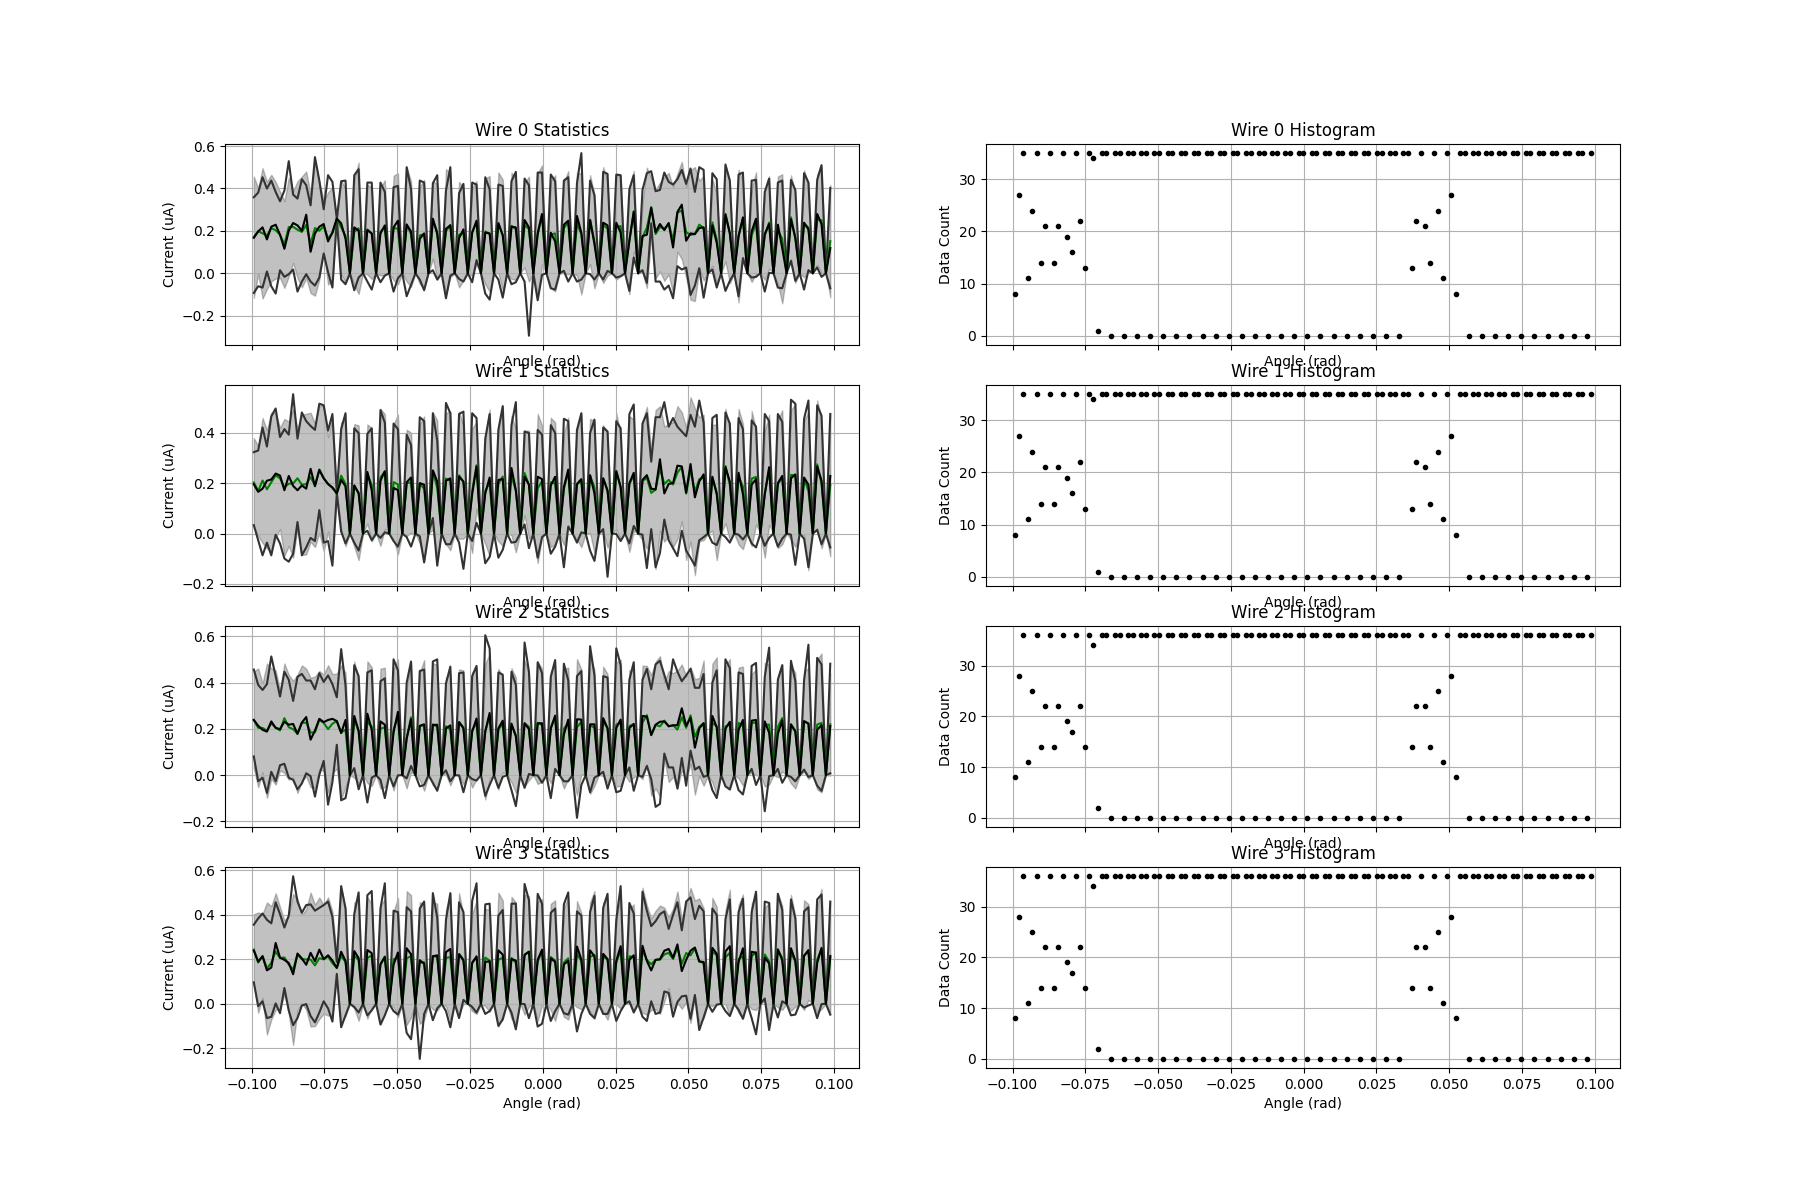 Wire 0 Statistics
Wire 0 Histogram
Current (uA)
0.6
0.4
0.2
0.0
−0.2
Angle (rad)
Data Count
30
20
10
0
Angle (rad)
Wire 1 Statistics
Wire 1 Histogram
Current (uA)
0.4
0.2
0.0
−0.2
Angle (rad)
Data Count
30
20
10
0
Angle (rad)
Wire 2 Statistics
Wire 2 Histogram
Current (uA)
0.6
0.4
0.2
0.0
−0.2
Angle (rad)
Data Count
30
20
10
0
Angle (rad)
Wire 3 Statistics
Wire 3 Histogram
Current (uA)
0.6
0.4
0.2
0.0
−0.2
−0.100 −0.075 −0.050 −0.025 0.000 0.025 0.050 0.075 0.100
Angle (rad)
Data Count
30
20
10
0
−0.100 −0.075 −0.050 −0.025 0.000 0.025 0.050 0.075 0.100
Angle (rad)